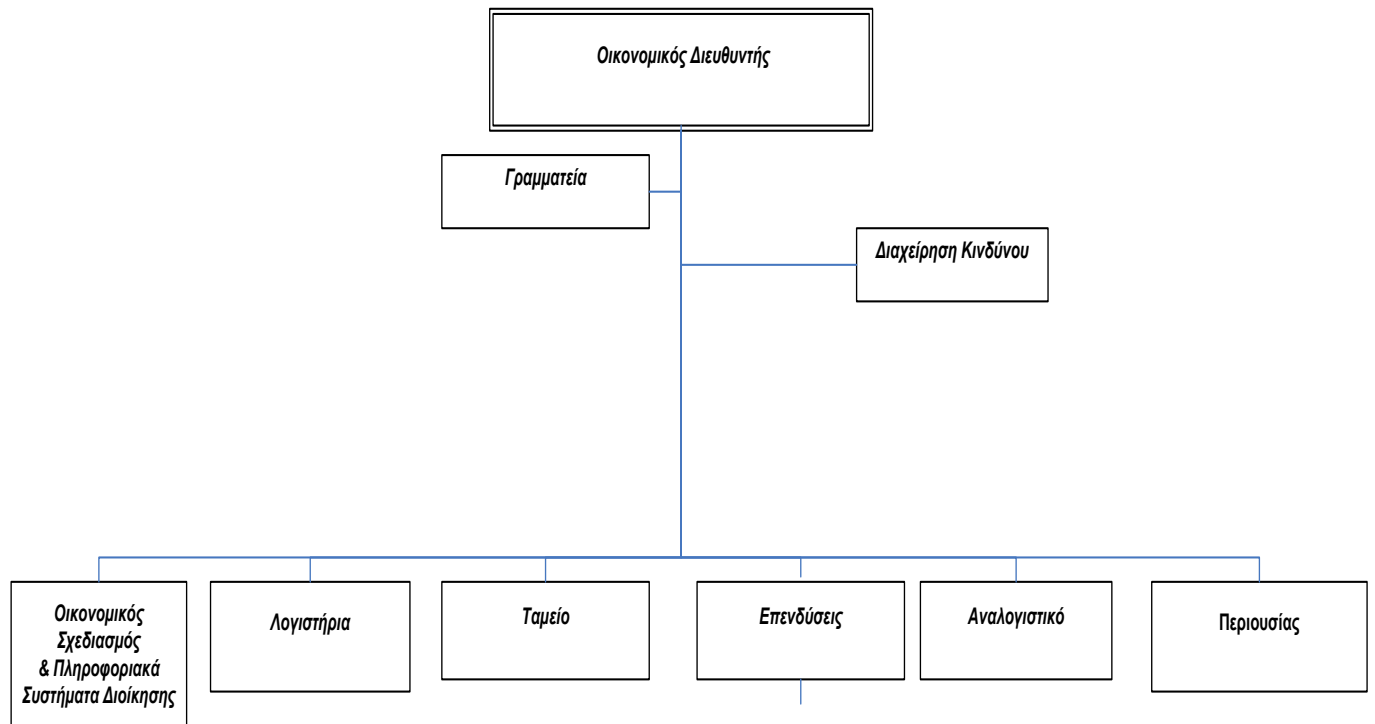 Οικονομικός Διευθυντής
Γραμματεία
Διαχείρηση Κινδύνου
Οικονομικός
Σχεδιασμός
& Πληροφοριακά
Συστήματα Διοίκησης
Λογιστήρια
Ταμείο
Επενδύσεις
Αναλογιστικό
Περιουσίας